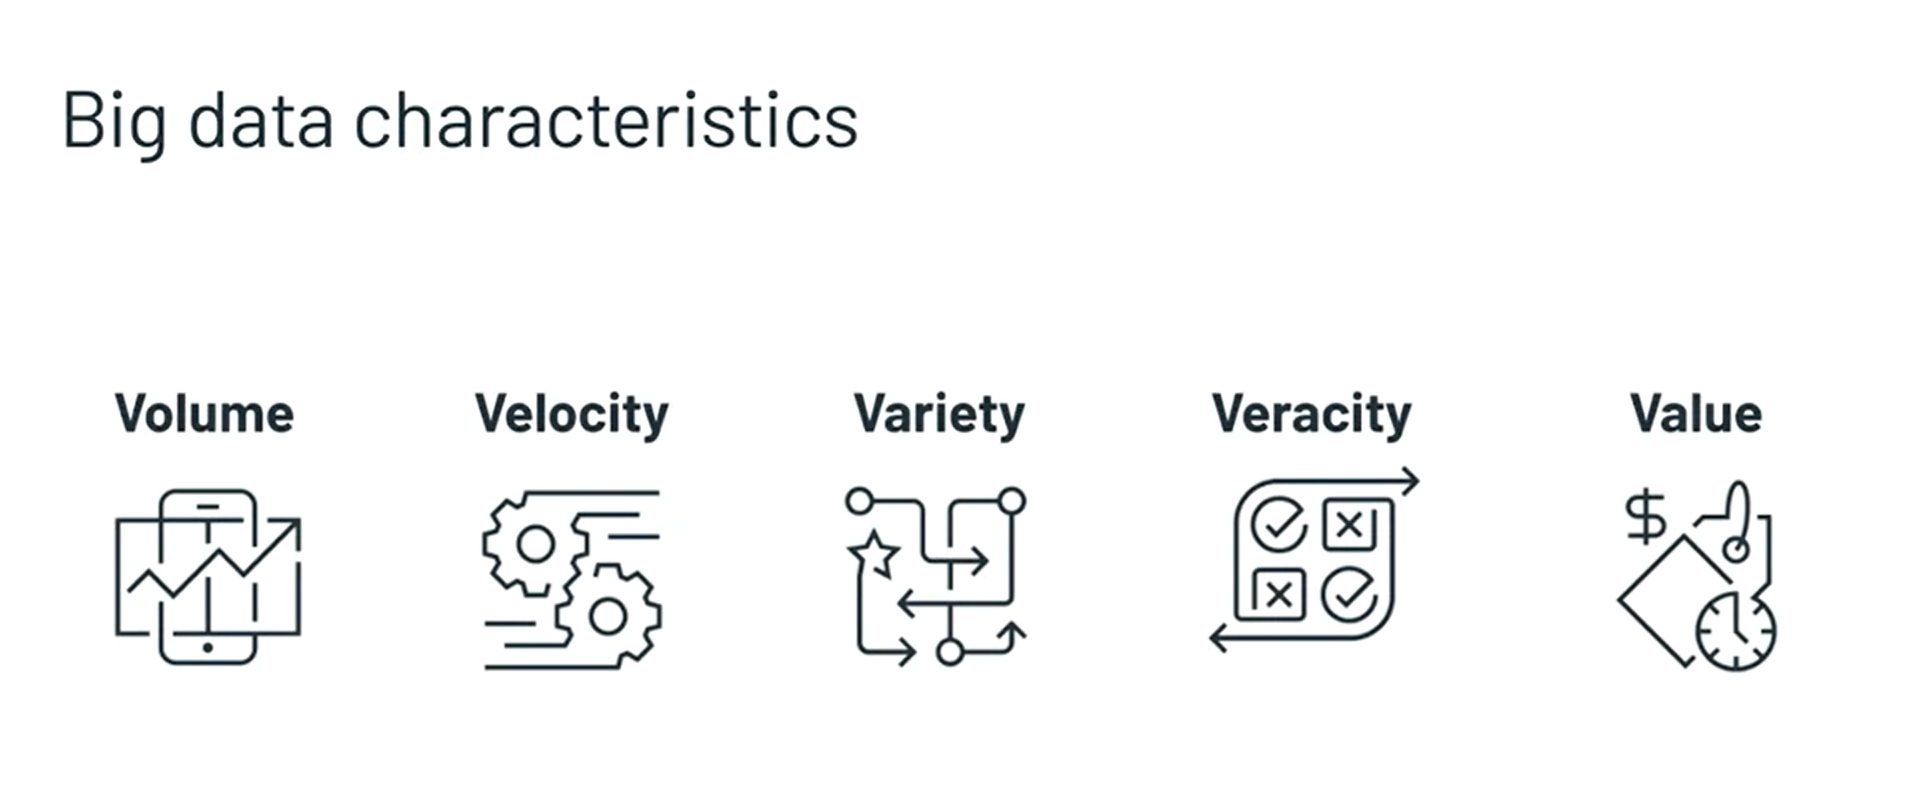 Big data characteristics
Volume Velocity Variety Veracity Value
$